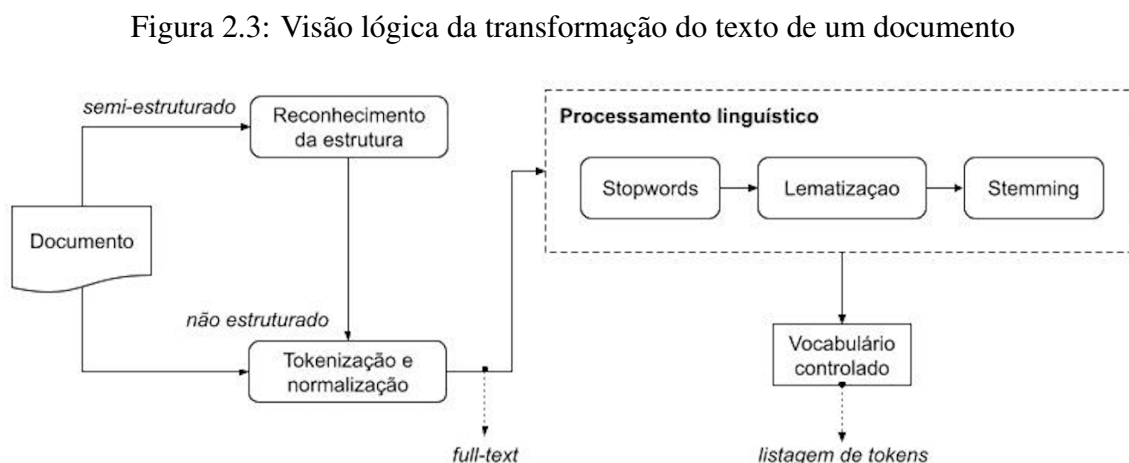 Figura 2.3: Visão lógica da transformação do texto de um documento
semi-estruturado
Reconhecimento
da estrutura
Documento
não estruturado
Tokenização e
normalização
full-text
Processamento linguístico
Stopwords
Lematizaçao
Stemming
Vocabulário
controlado
listagem de tokens